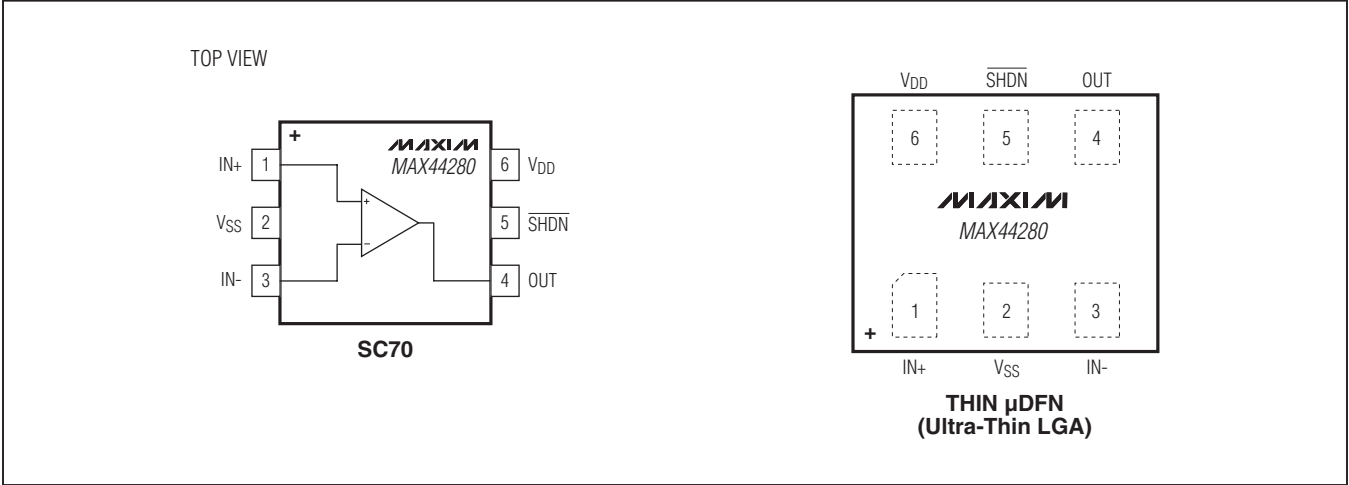 TOP VIEW
+
MAXIM
MAX44280
IN+ 1
6 VDD
+
VSS 2
5 SHDN
−
IN- 3
4 OUT
SC70
VDD SHDN OUT
6 5 4
MAXIM
MAX44280
1 2 3
+
IN+ VSS IN-
THIN µDFN
(Ultra-Thin LGA)